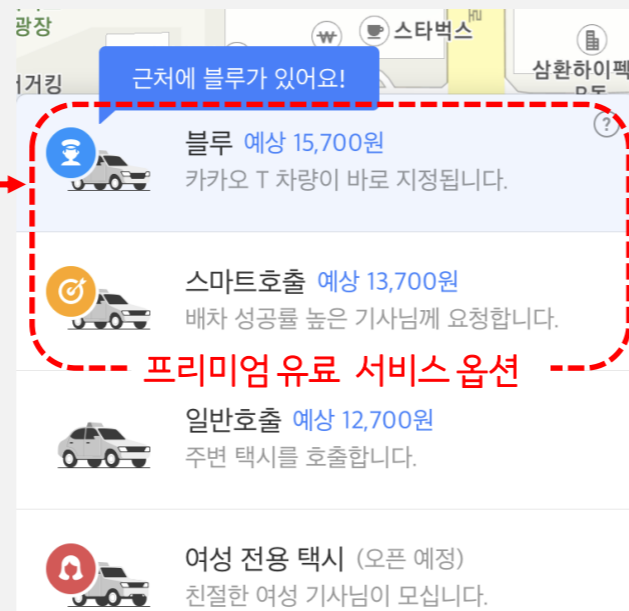 광장
₩
스타벅스
거킹
삼환하이펙
근처에 블루가 있어요!
?
블루 예상 15,700원
카카오 T 차량이 바로 지정됩니다.
스마트호출 예상 13,700원
배차 성공률 높은 기사님께 요청합니다.
프리미엄 유료 서비스 옵션
일반호출 예상 12,700원
주변 택시를 호출합니다.
여성 전용 택시 (오픈 예정)
친절한 여성 기사님이 모십니다.